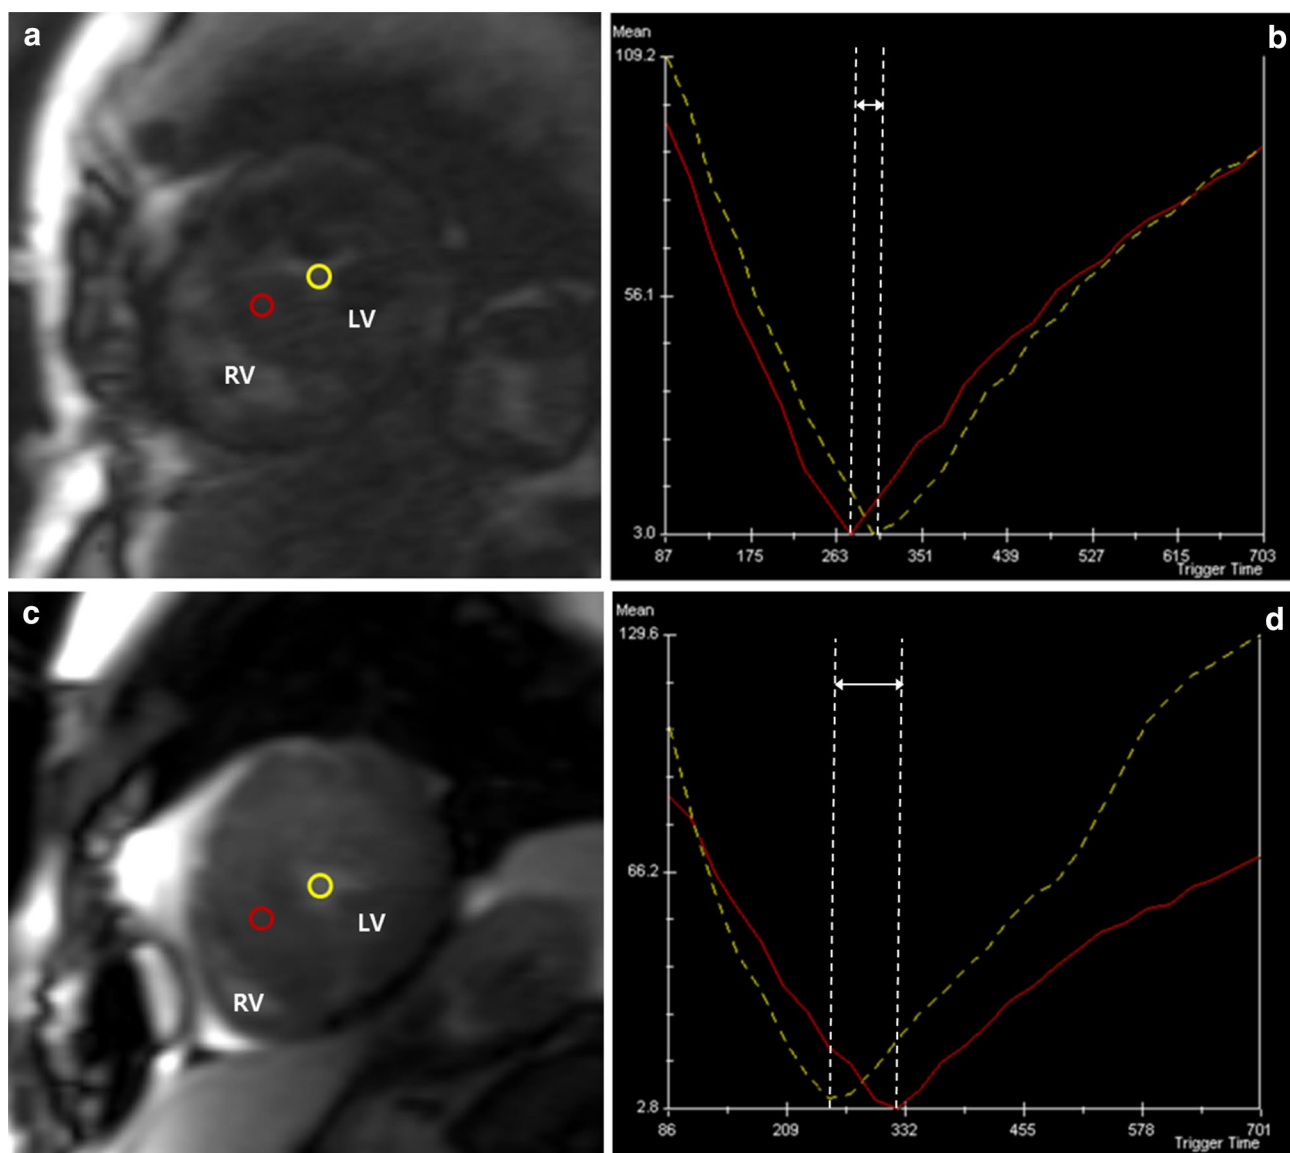 a
LV
RV
b
Mean
109.2
56.1
3.0
87 175 263 351 439 527 615 703
Trigger Time
c
LV
RV
d
Mean
129.6
66.2
2.8
86 209 332 455 578 701
Trigger Time